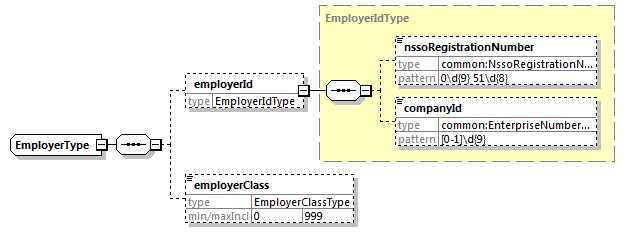 EmployerIdType
nssoRegistrationNumber
type common:NssoRegistrationN...
pattern 0\d{9} 51\d{8}
employerId
type EmployerIdType
companyId
type common:EnterpriseNumber...
pattern [0-1]\d{9}
EmployerType
employerClass
type EmployerClassType
min/maxIncl 0 999